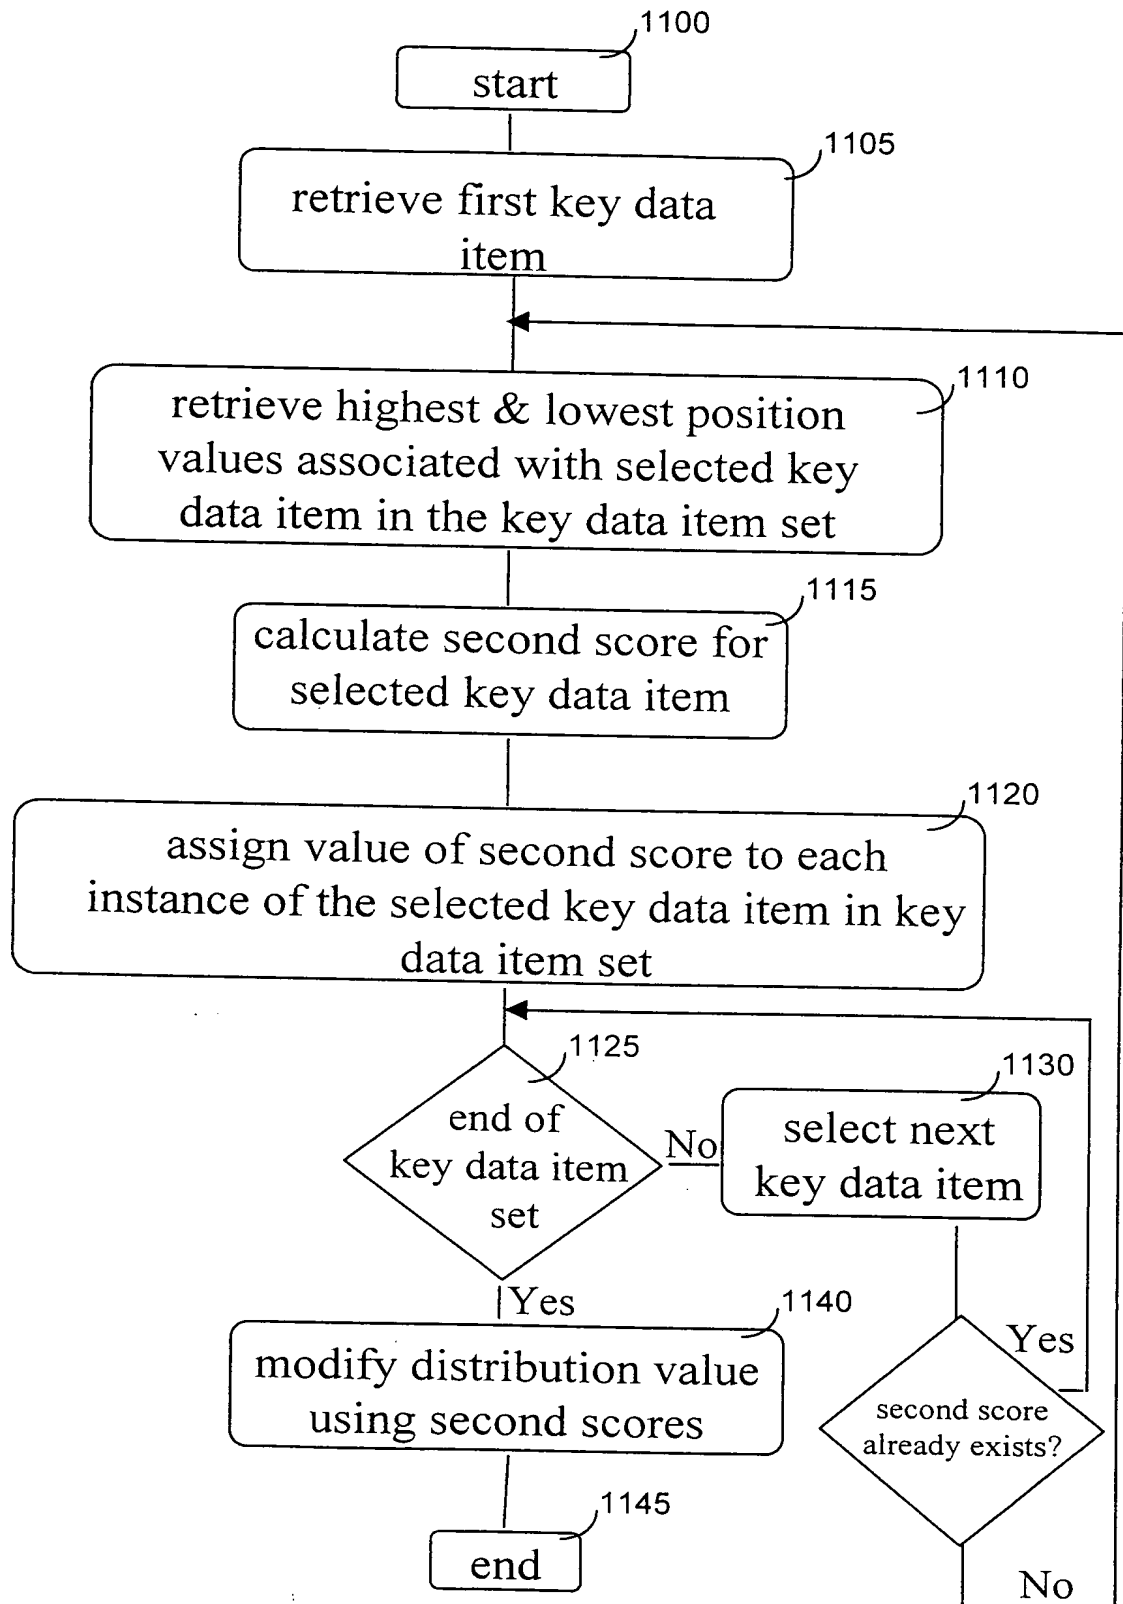 1100
start
1105
retrieve first key data
item
1110
retrieve highest & lowest position
values associated with selected key
data item in the key data item set
1115
calculate second score for
selected key data item
1120
assign value of second score to each
instance of the selected key data item in key
data item set
1125
end of
key data item
set
No
1130
select next
key data item
Yes
1140
modify distribution value
using second scores
Yes
second score
already exists?
1145
end
No